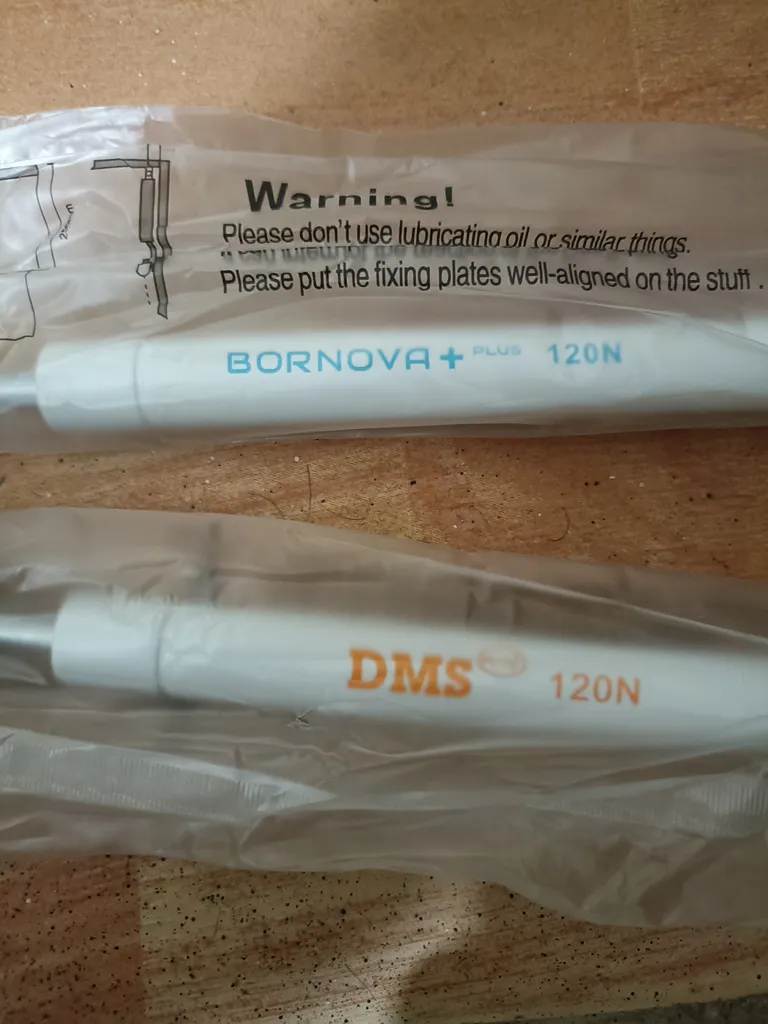 Warning!
Please don't use lubricating oil or similar things.
Please put the fixing plates well-aligned on the stuff .
BORNOVA+ PLUS 120N
DMS 120N